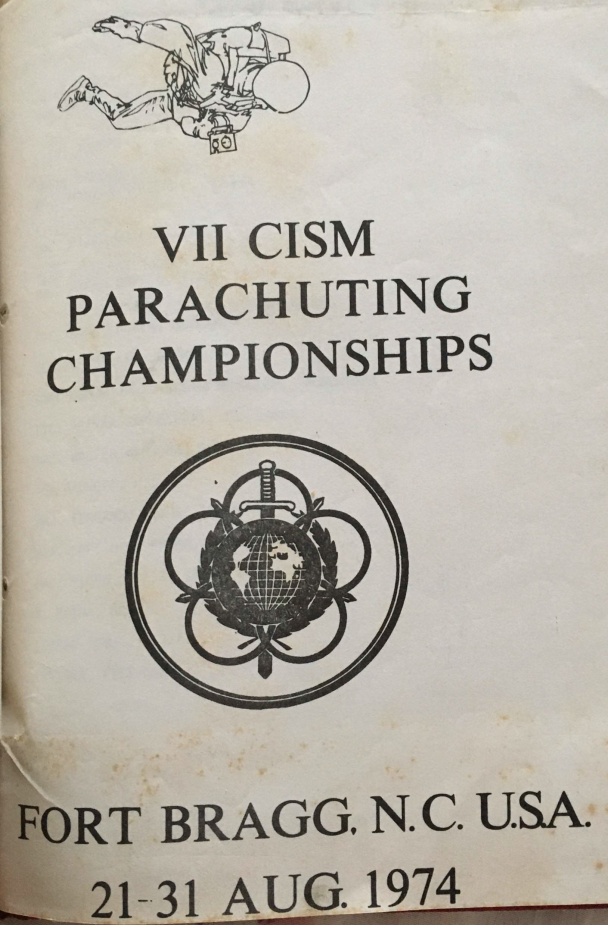 VII CISM
PARACHUTING
CHAMPIONSHIPS
FORT BRAGG, N.C. U.S.A.
21-31 AUG. 1974